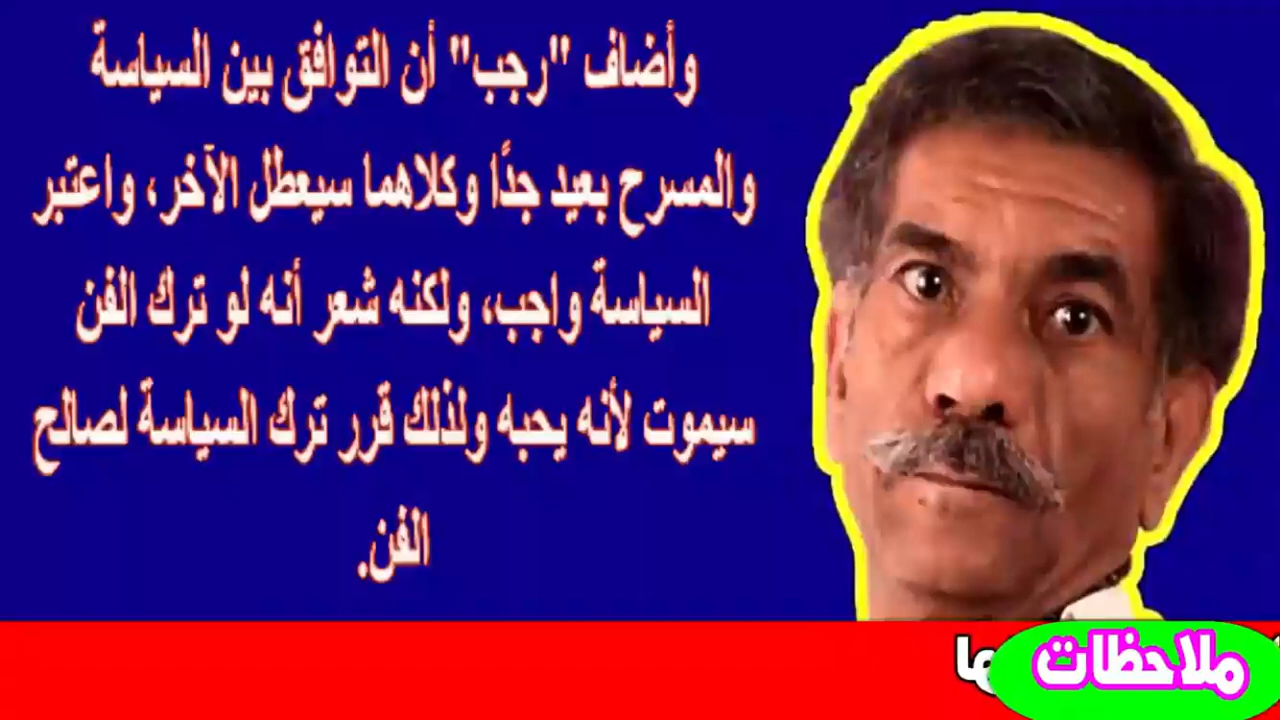 وأضاف "رجب" أن التوافق بين السياسة
والمسرح بعيد جدًا وكلاهما سيعطل الآخر، واعتبر
السياسة واجب، ولكنه شعر أنه لو ترك الفن
سيموت لأنه يحبه ولذلك قرر ترك السياسة لصالح
الفن.
ملاحظات